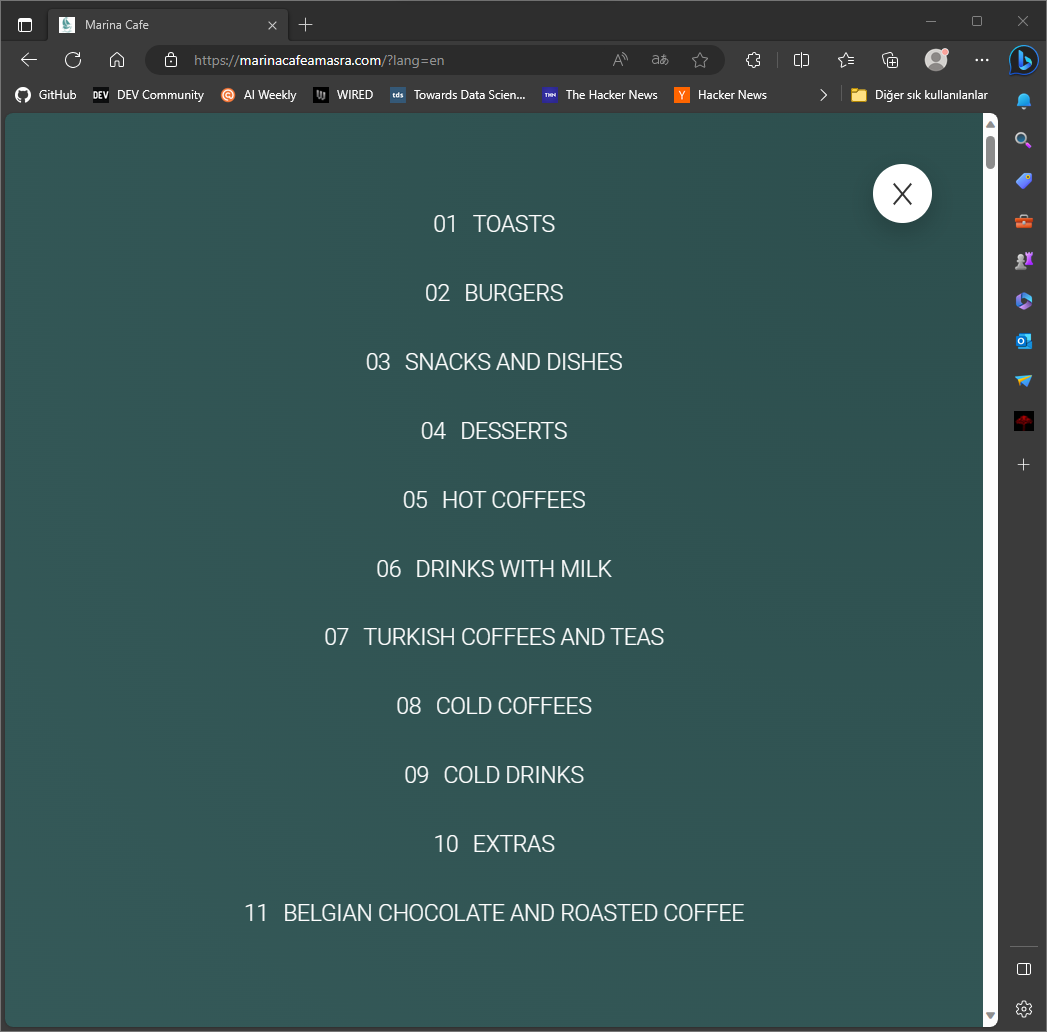 Marina Cafe
https://marinacafeamasra.com/?lang=en
GitHub DEV DEV Community AI Weekly WIRED tds Towards Data Scien... THN The Hacker News Y Hacker News Diğer sık kullanılanlar
01 TOASTS
02 BURGERS
03 SNACKS AND DISHES
04 DESSERTS
05 HOT COFFEES
06 DRINKS WITH MILK
07 TURKISH COFFEES AND TEAS
08 COLD COFFEES
09 COLD DRINKS
10 EXTRAS
11 BELGIAN CHOCOLATE AND ROASTED COFFEE